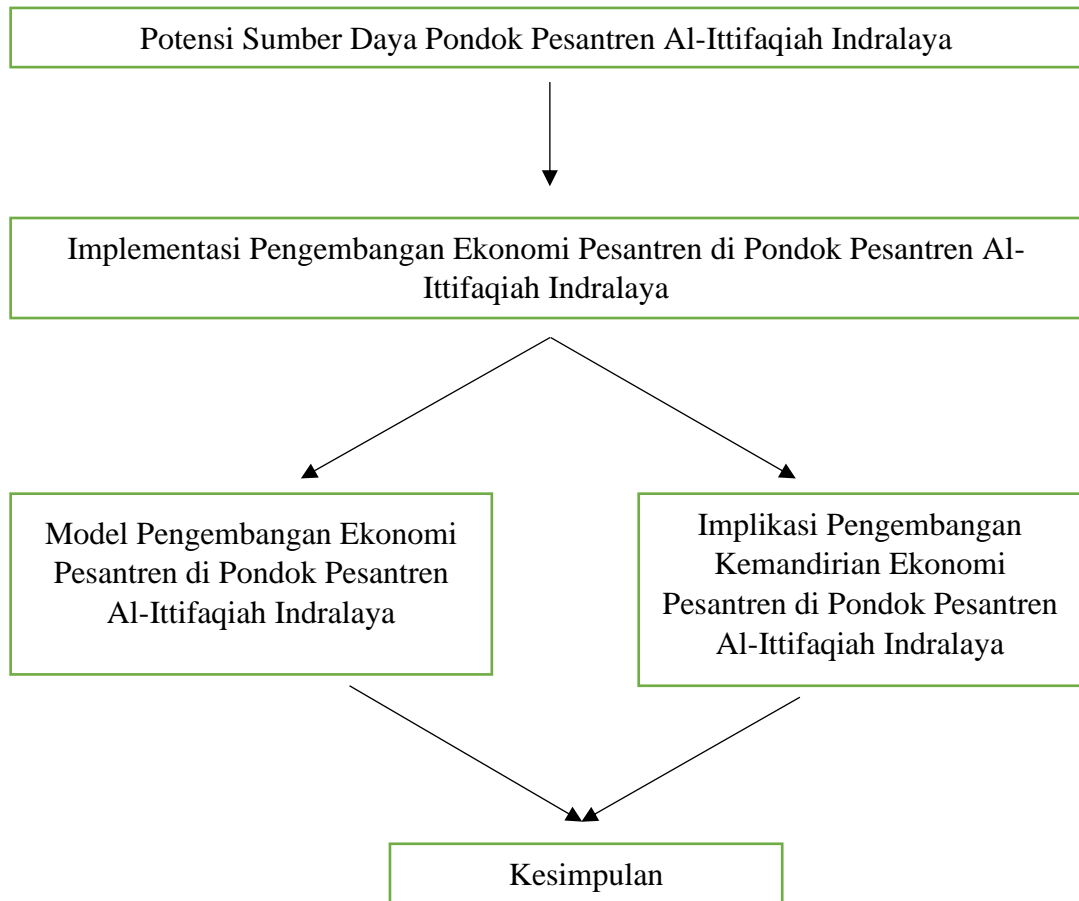 Potensi Sumber Daya Pondok Pesantren Al-Ittifaqiah Indralaya
Implementasi Pengembangan Ekonomi Pesantren di Pondok Pesantren Al-
Ittifaqiah Indralaya
Model Pengembangan Ekonomi
Pesantren di Pondok Pesantren
Al-Ittifaqiah Indralaya
Implikasi Pengembangan
Kemandirian Ekonomi
Pesantren di Pondok Pesantren
Al-Ittifaqiah Indralaya
Kesimpulan